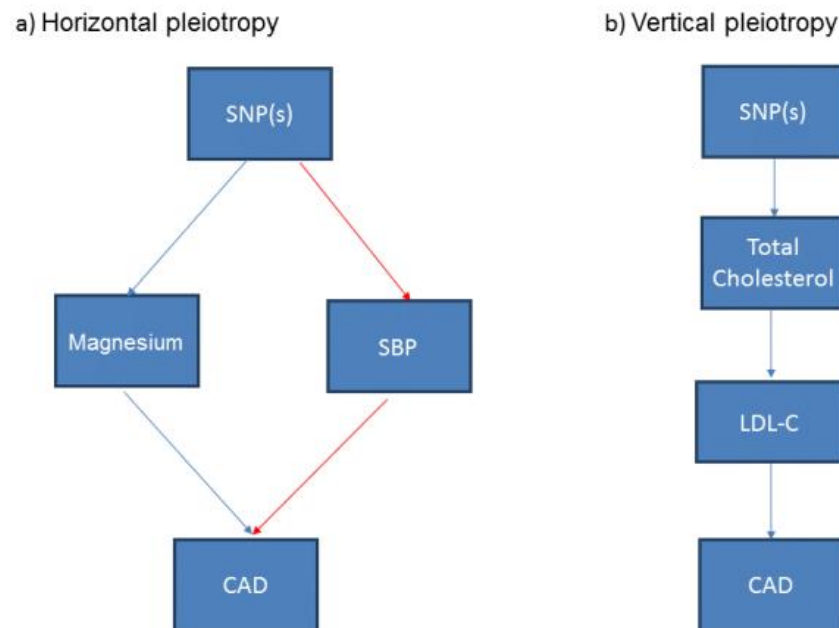 a) Horizontal pleiotropy
SNP(s)
Magnesium
SBP
CAD
b) Vertical pleiotropy
SNP(s)
Total
Cholesterol
LDL-C
CAD